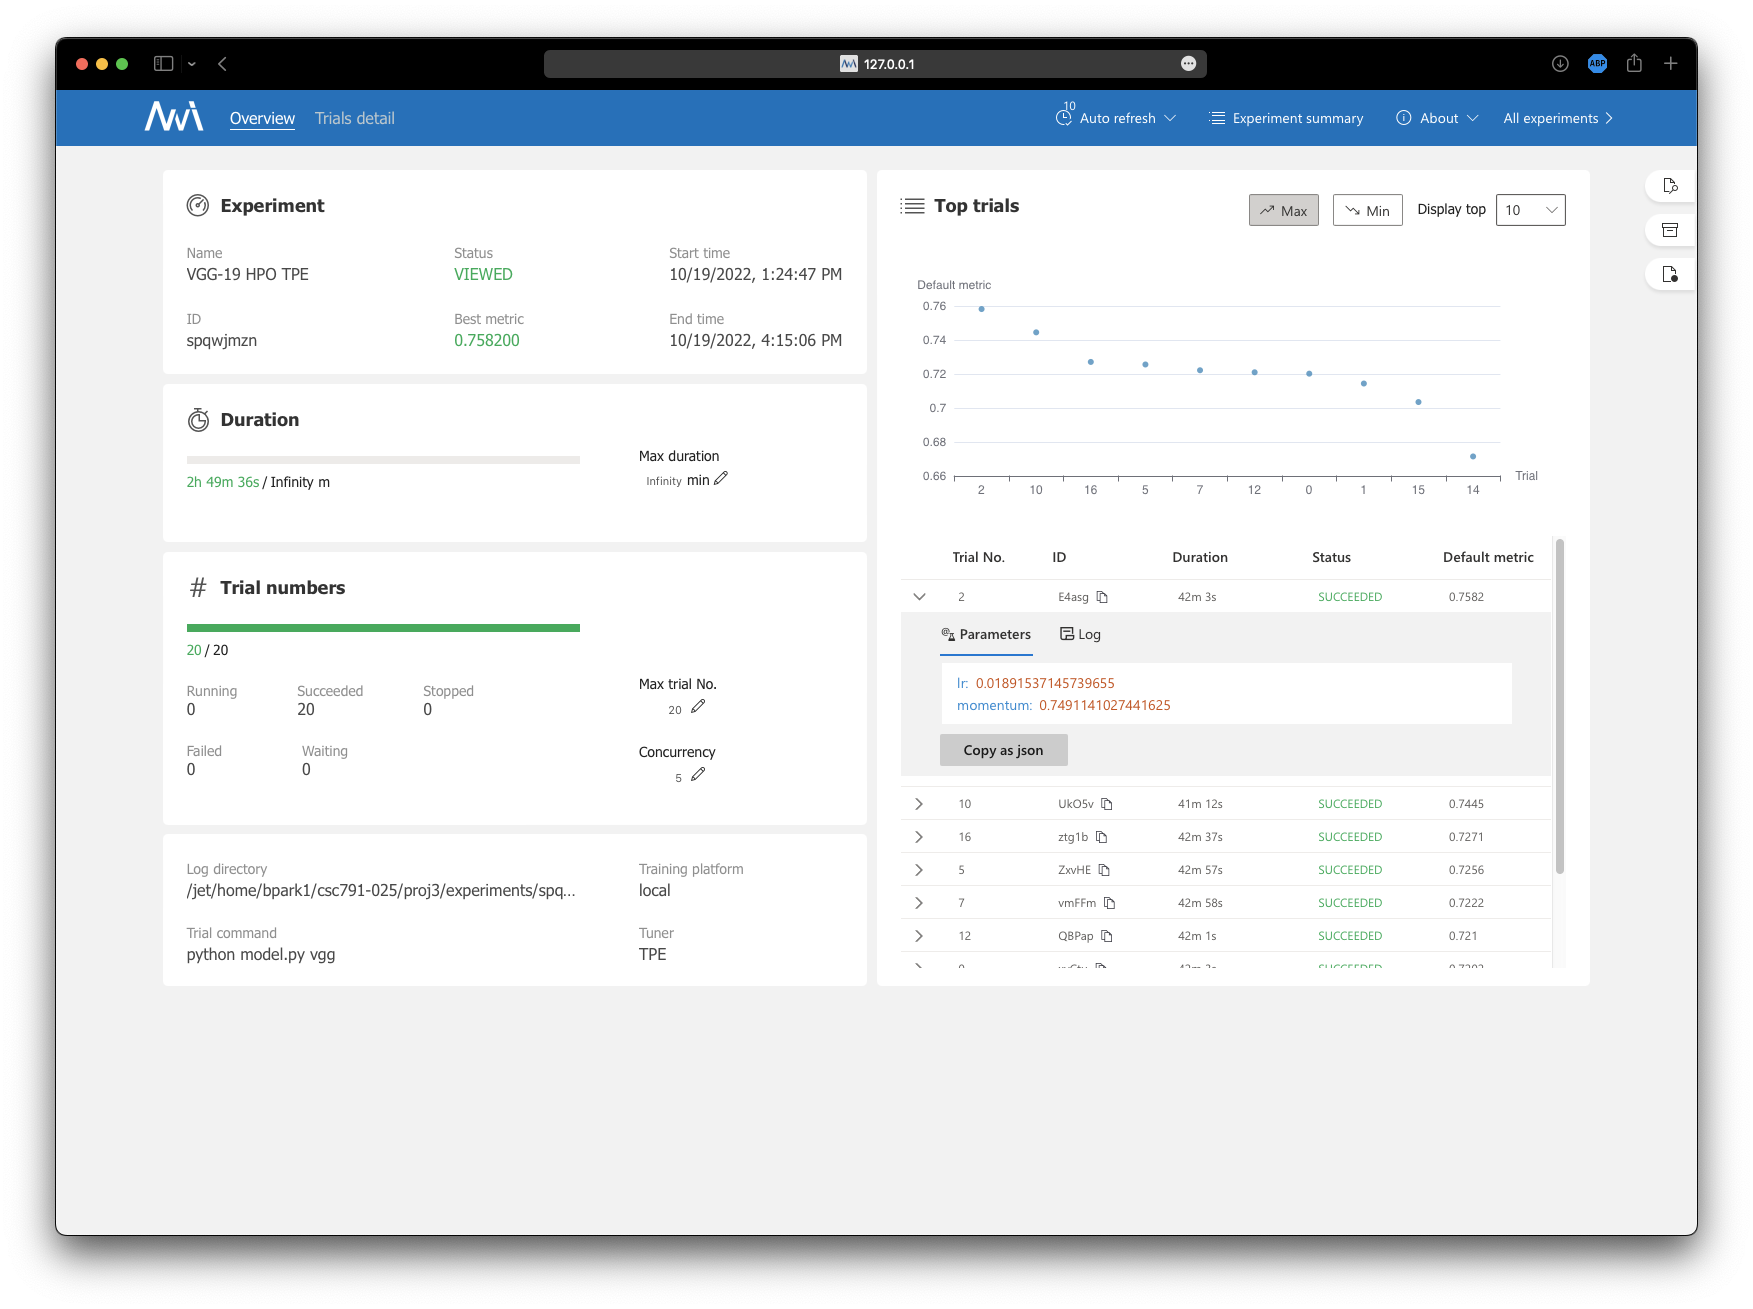 127.0.0.1
ABP
Overview
Trials detail
10
Auto refresh
Experiment summary
About
All experiments
Experiment
Name
VGG-19 HPO TPE
Status
VIEWED
Start time
10/19/2022, 1:24:47 PM
ID
spqwjmzn
Best metric
0.758200
End time
10/19/2022, 4:15:06 PM
Duration
2h 49m 36s / Infinity m
Max duration
Infinity min
# Trial numbers
20 / 20
Running
0
Succeeded
20
Stopped
0
Failed
0
Waiting
0
Max trial No.
20
Concurrency
5
Log directory
/jet/home/bpark1/csc791-025/proj3/experiments/spq...
Training platform
local
Trial command
python model.py vgg
Tuner
TPE
Top trials
Max
Min
Display top
10
Default metric
0.76
0.74
0.72
0.7
0.68
0.66
2 10 16 5 7 12 0 1 15 14
Trial
Trial No. ID Duration Status Default metric
2 E4asg 42m 3s SUCCEEDED 0.7582
Parameters Log
lr: 0.01891537145739655
momentum: 0.7491141027441625
Copy as json
10 UkO5v 41m 12s SUCCEEDED 0.7445
16 ztg1b 42m 37s SUCCEEDED 0.7271
5 ZxvHE 42m 57s SUCCEEDED 0.7256
7 vmFFm 42m 58s SUCCEEDED 0.7222
12 QBPap 42m 1s SUCCEEDED 0.721